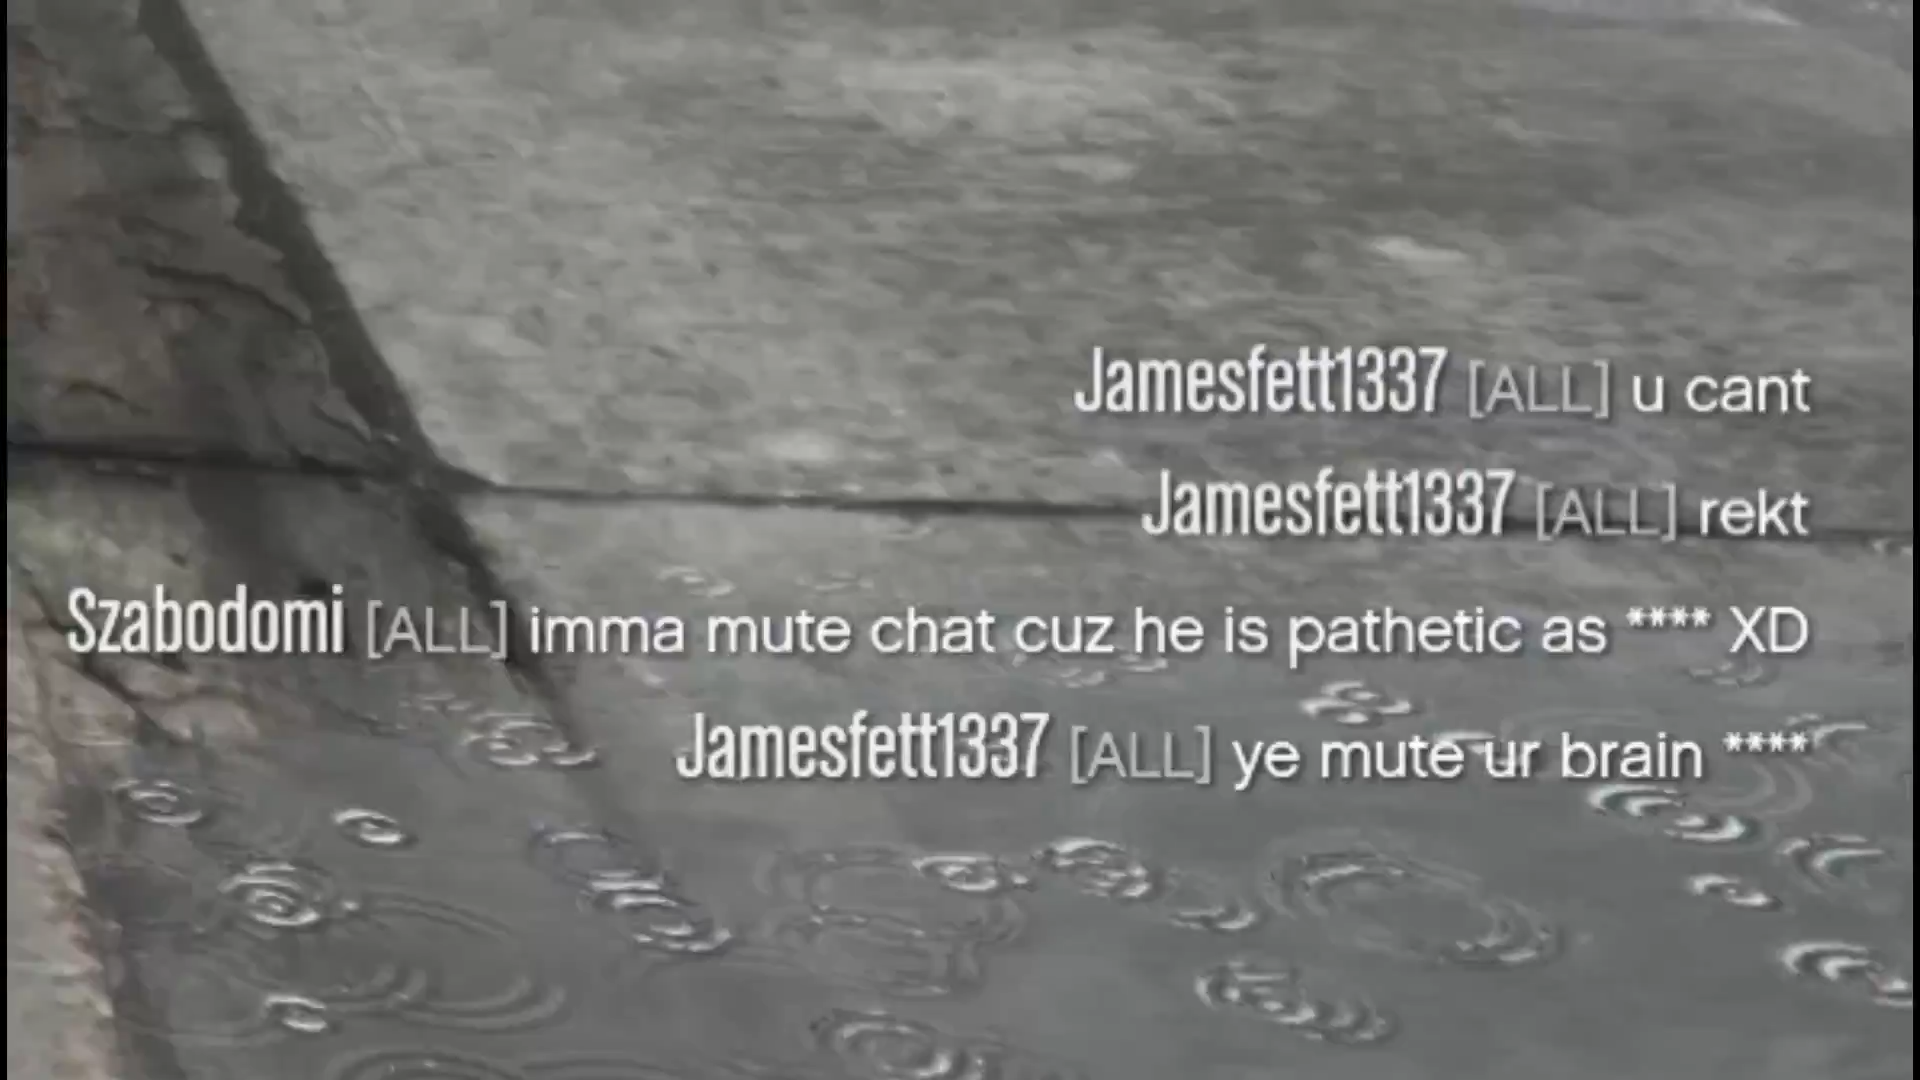 Jamesfett1337 [ALL] u cant
Jamesfett1337 [ALL] rekt
Szabodomi [ALL] imma mute chat cuz he is pathetic as **** XD
Jamesfett1337 [ALL] ye mute ur brain ****